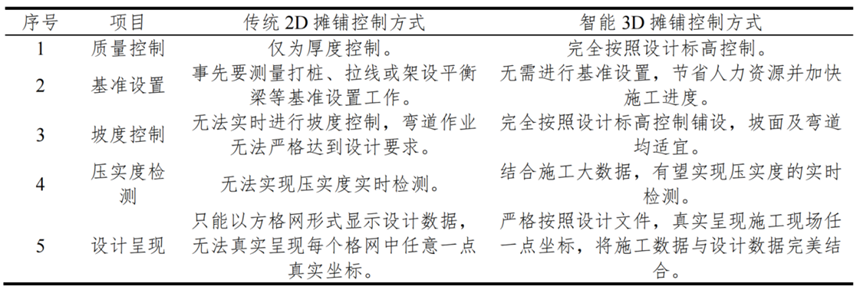 序号 项目 传统 2D 摊铺控制方式 智能 3D 摊铺控制方式
1 质量控制 仅为厚度控制。 完全按照设计标高控制。
2 基准设置 事先要测量打桩、拉线或架设平衡梁等基准设置工作。 无需进行基准设置，节省人力资源并加快施工进度。
3 坡度控制 无法实时进行坡度控制，弯道作业无法严格达到设计要求。 完全按照设计标高控制铺设，坡面及弯道均适宜。
4 压实度检测 无法实现压实度实时检测。 结合施工大数据，有望实现压实度的实时检测。
5 设计呈现 只能以方格网形式显示设计数据，无法真实呈现每个格网中任意一点真实坐标。 严格按照设计文件，真实呈现施工现场任一点坐标，将施工数据与设计数据完美结合。